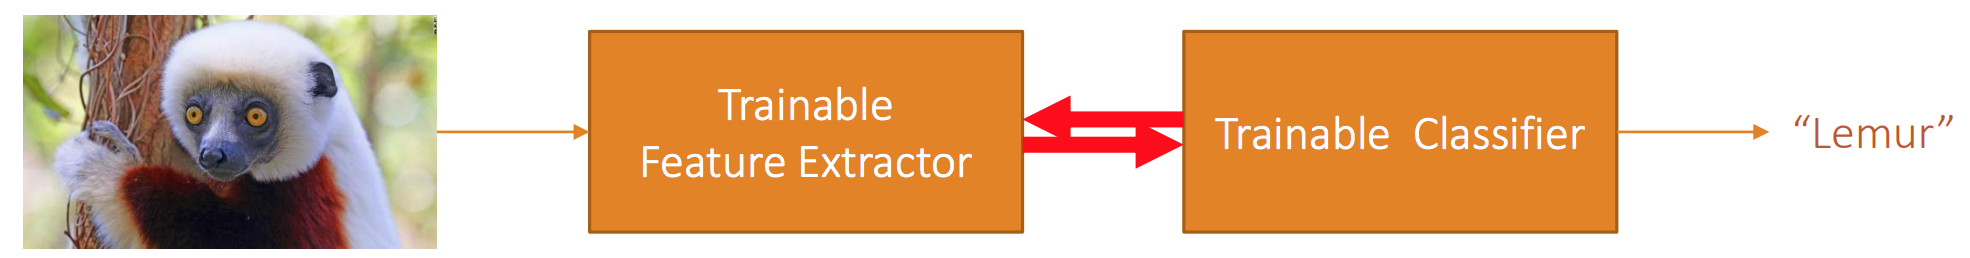 Trainable
Feature Extractor
Trainable Classifier
“Lemur”